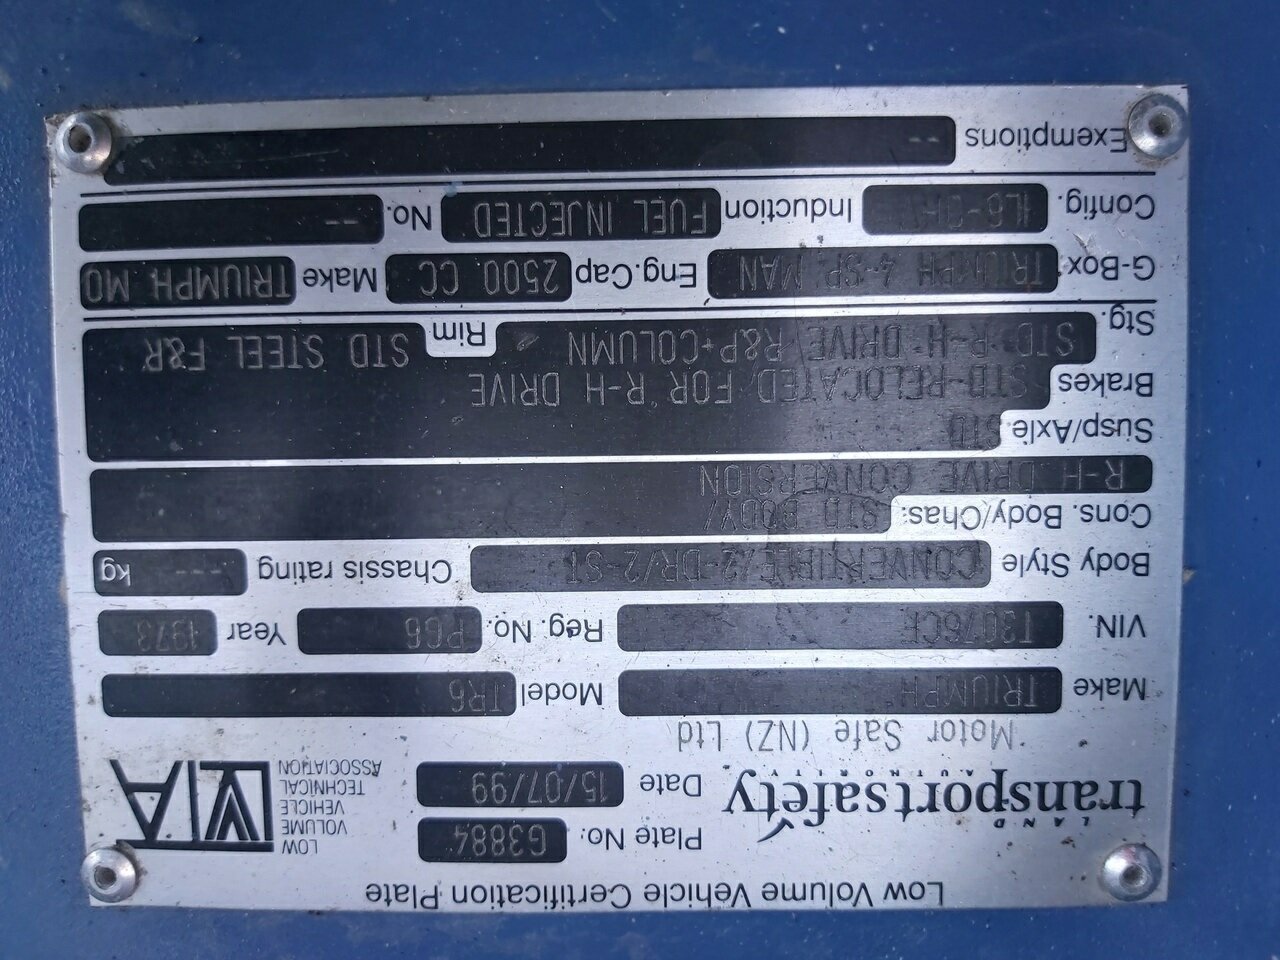 Low Volume Vehicle Certification Plate
LAND
transportsafety
AUTHORITY
Plate No. G3884
Date 15/07/99
LVVTA
LOW
VOLUME
VEHICLE
TECHNICAL
ASSOCIATION
Motor Safe (NZ) Ltd
Make TRIUMPH Model TR6
VIN. Reg. No. PG6 Year 1973
Body Style CONVERTIBLE/2-DR/2-ST Chassis rating --- kg
Cons. Body/Chas: STD BODY/
R-H DRIVE CONVERSION
Susp/Axle. STD
Brakes STD-RELOCATED FOR R-H DRIVE
Stg. STD R-H DRIVE/R&P+COLUMN Rim STD STEEL F&R
G-Box TRIUMPH 4-SP. MAN Eng.Cap 2500 CC Make TRIUMPH MO
Config. Induction FUEL INJECTED No. --
Exemptions --